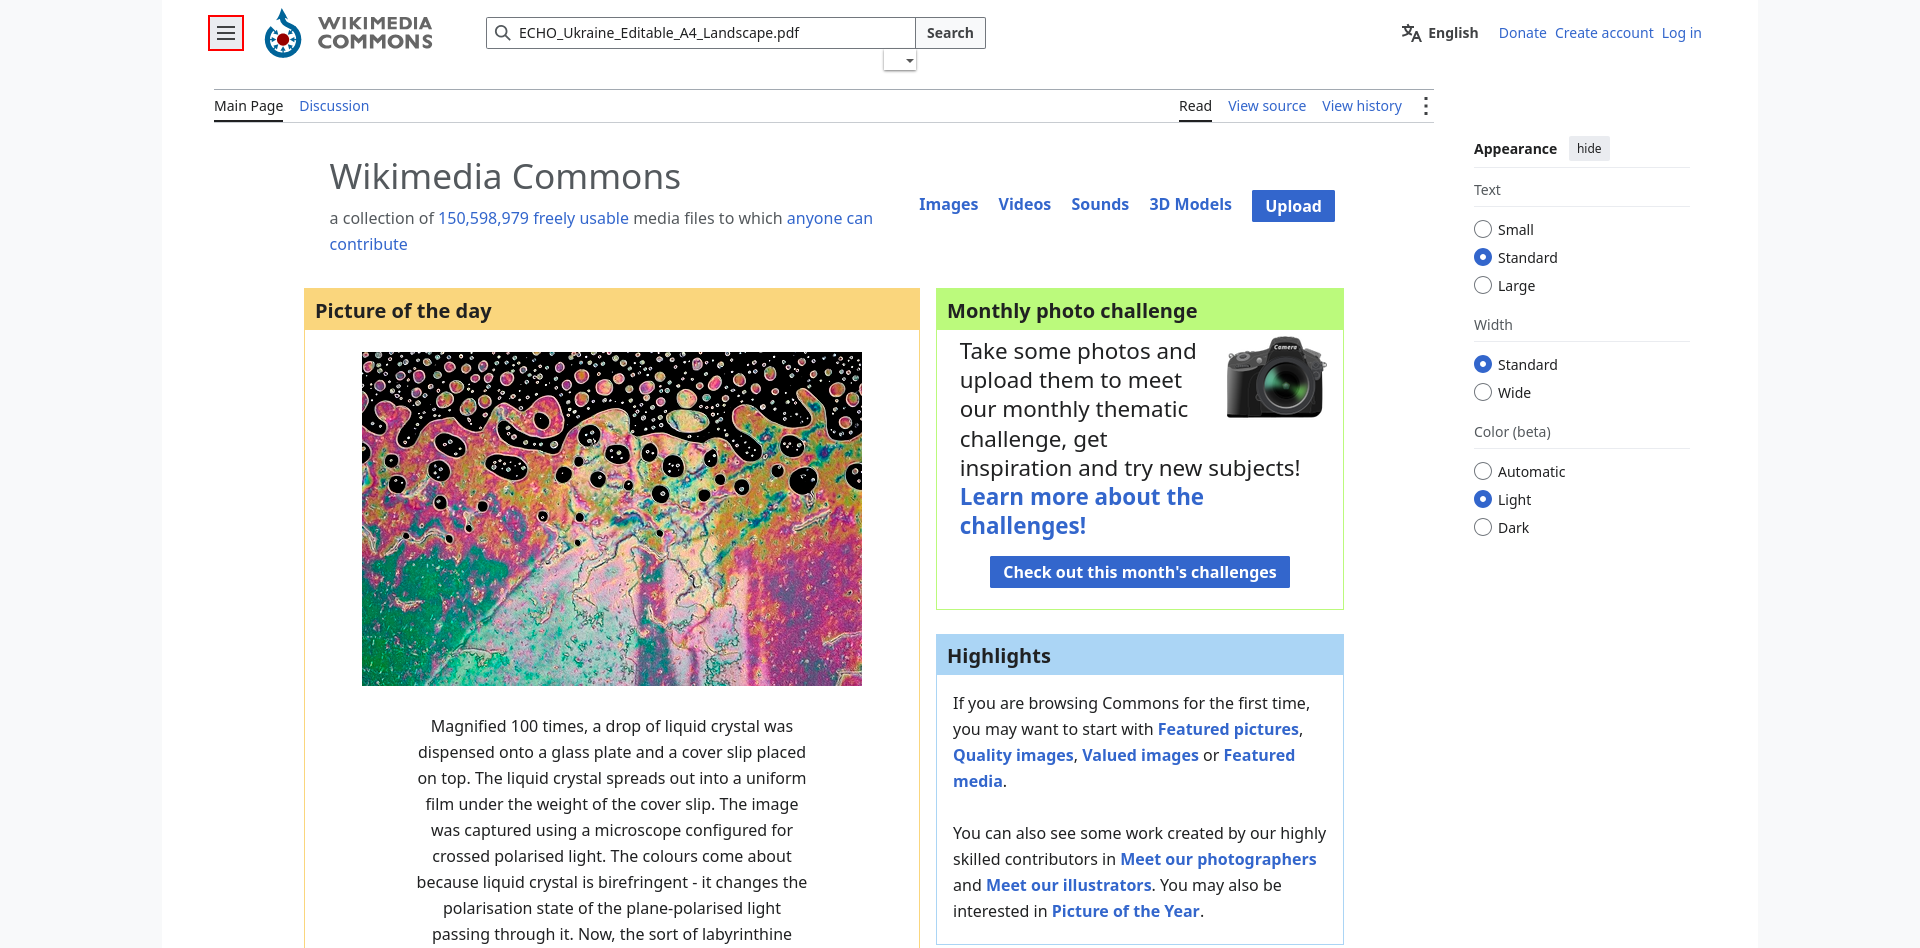 WIKIMEDIA
COMMONS
ECHO_Ukraine_Editable_A4_Landscape.pdf
Search
English
Donate
Create account
Log in
Main Page
Discussion
Read
View source
View history
Wikimedia Commons
a collection of 150,598,979 freely usable media files to which anyone can
contribute
Images
Videos
Sounds
3D Models
Upload
Picture of the day
Magnified 100 times, a drop of liquid crystal was
dispensed onto a glass plate and a cover slip placed
on top. The liquid crystal spreads out into a uniform
film under the weight of the cover slip. The image
was captured using a microscope configured for
crossed polarised light. The colours come about
because liquid crystal is birefringent - it changes the
polarisation state of the plane-polarised light
passing through it. Now, the sort of labyrinthine
Monthly photo challenge
Camera
Take some photos and
upload them to meet
our monthly thematic
challenge, get
inspiration and try new subjects!
Learn more about the
challenges!
Check out this month's challenges
Highlights
If you are browsing Commons for the first time,
you may want to start with Featured pictures,
Quality images, Valued images or Featured
media.
You can also see some work created by our highly
skilled contributors in Meet our photographers
and Meet our illustrators. You may also be
interested in Picture of the Year.
Appearance
hide
Text
Small
Standard
Large
Width
Standard
Wide
Color (beta)
Automatic
Light
Dark